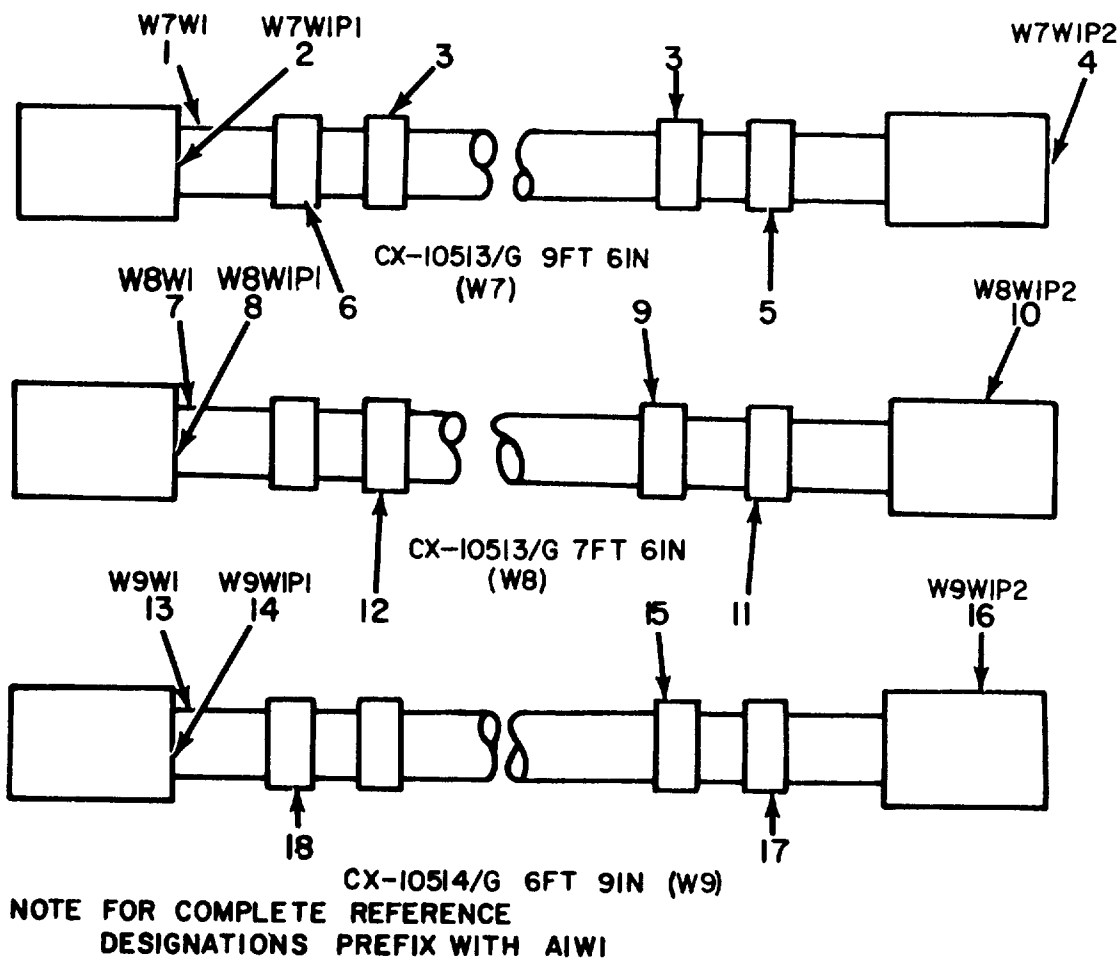 W7W1 W7W1P1 W7W1P2
1 2 3 3 4
CX-10513/G 9FT 6IN
(W7)
6 5
W8W1 W8W1P1 W8W1P2
7 8 9 10
CX-10513/G 7FT 6IN
(W8)
12 11
W9W1 W9W1P1 W9W1P2
13 14 15 16
18 17
CX-10514/G 6FT 9IN (W9)
NOTE FOR COMPLETE REFERENCE
DESIGNATIONS PREFIX WITH A1W1